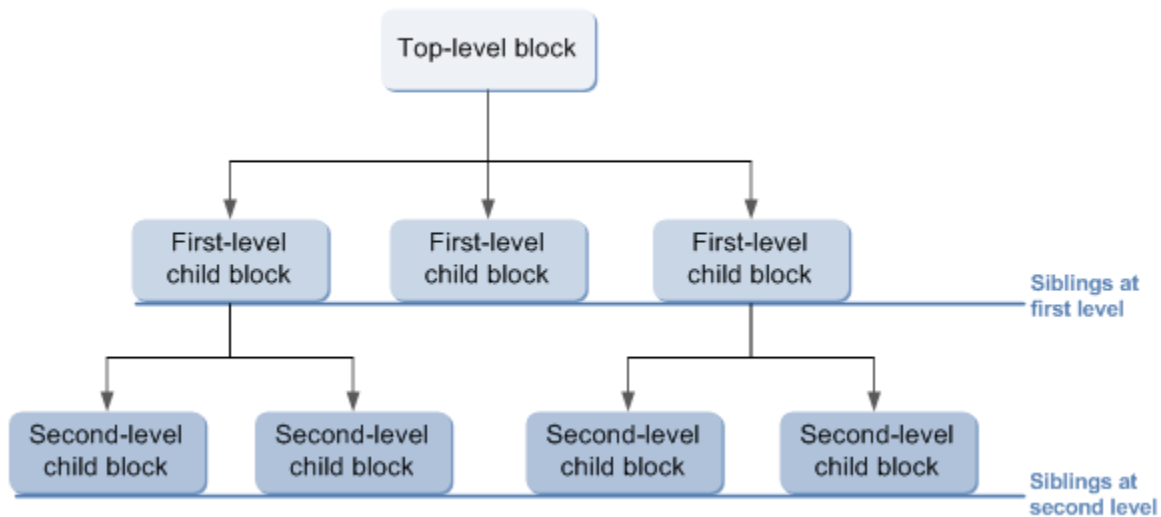 Top-level block
First-level
child block
First-level
child block
First-level
child block
Siblings at
first level
Second-level
child block
Second-level
child block
Second-level
child block
Second-level
child block
Siblings at
second level